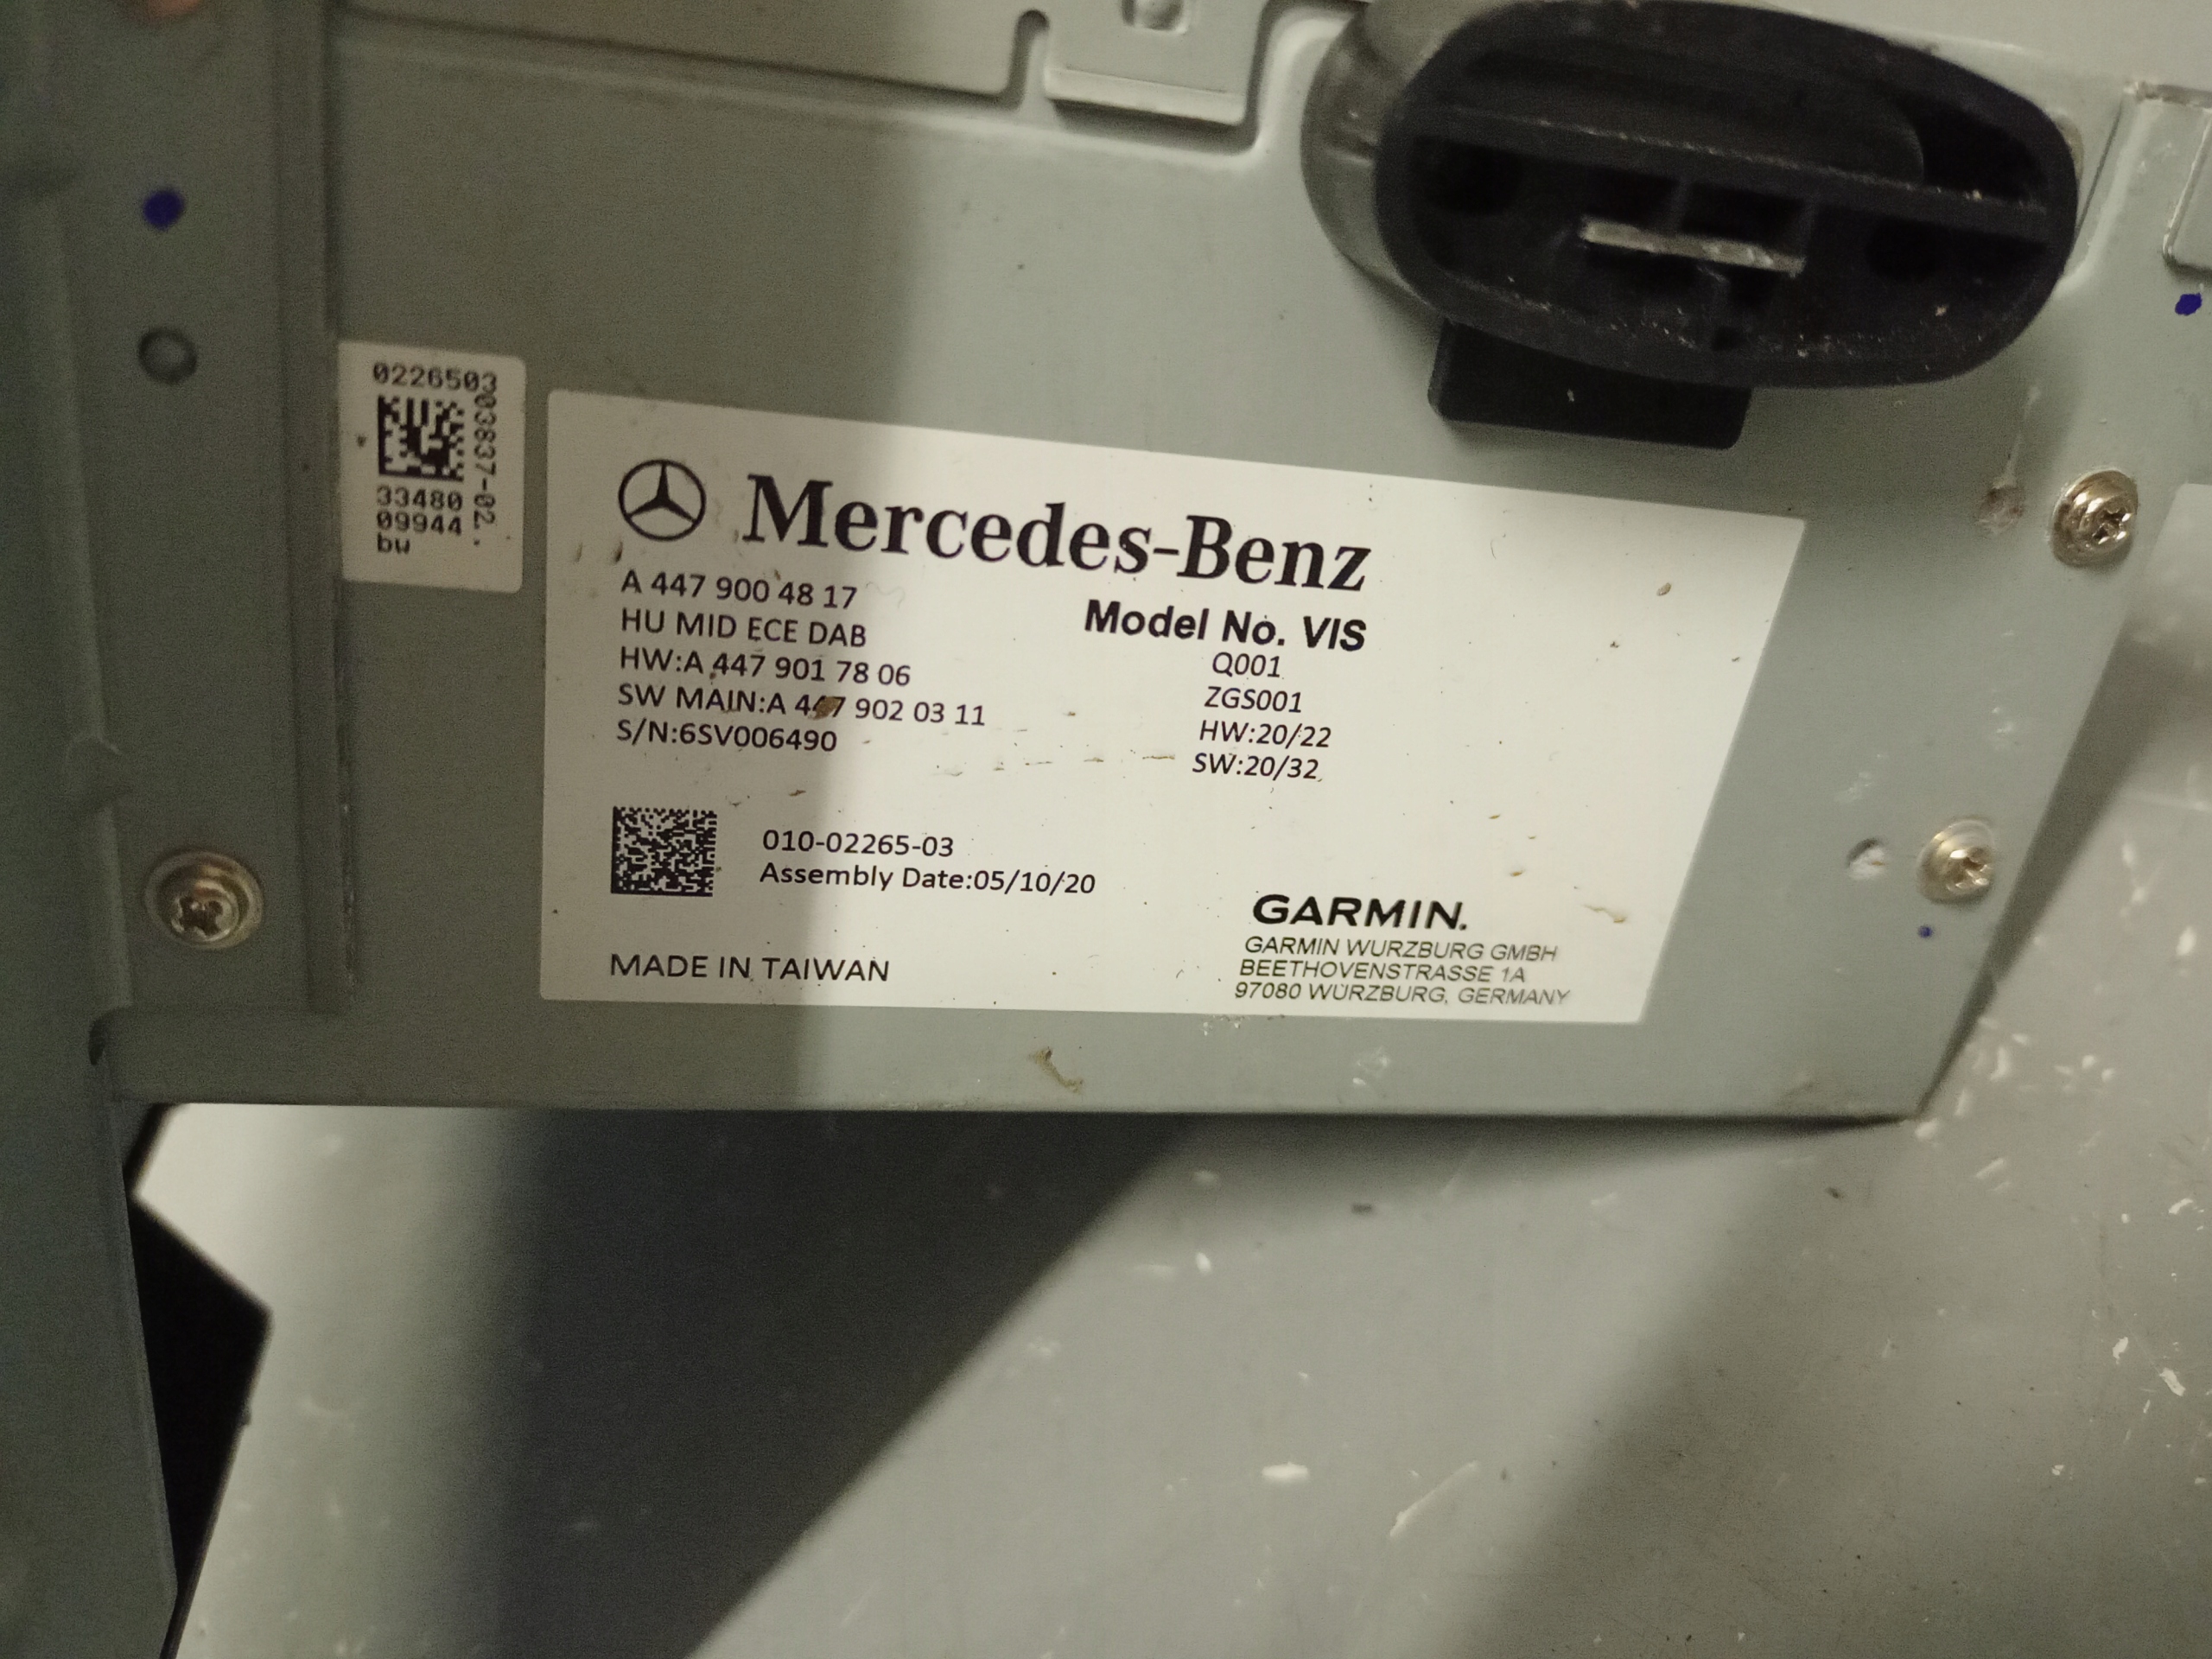 0226503
003837-02.
33480
09944
bw
Mercedes-Benz
A 447 900 48 17
HU MID ECE DAB
HW:A 447 901 78 06
SW MAIN:A 447 902 03 11
S/N:6SV006490
Model No. VIS
Q001
ZGS001
HW:20/22
SW:20/32
010-02265-03
Assembly Date:05/10/20
MADE IN TAIWAN
GARMIN.
GARMIN WURZBURG GMBH
BEETHOVENSTRASSE 1A
97080 WURZBURG, GERMANY